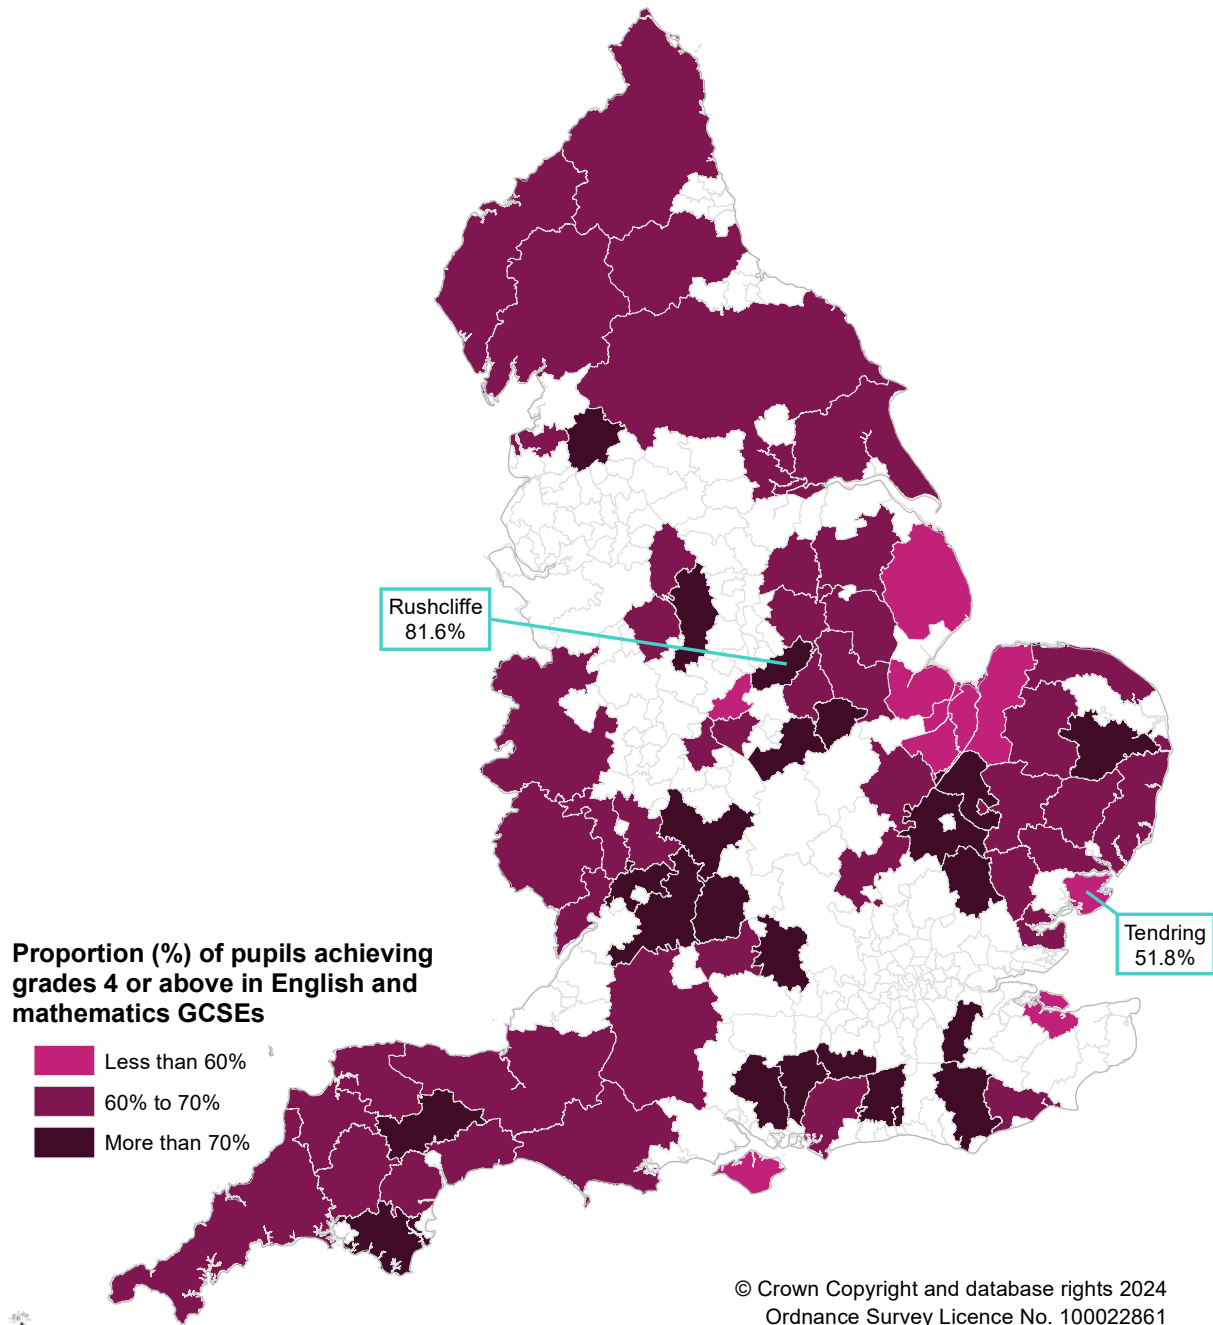 Rushcliffe
81.6%
Tendring
51.8%
Proportion (%) of pupils achieving
grades 4 or above in English and
mathematics GCSEs
Less than 60%
60% to 70%
More than 70%
© Crown Copyright and database rights 2024
Ordnance Survey Licence No. 100022861